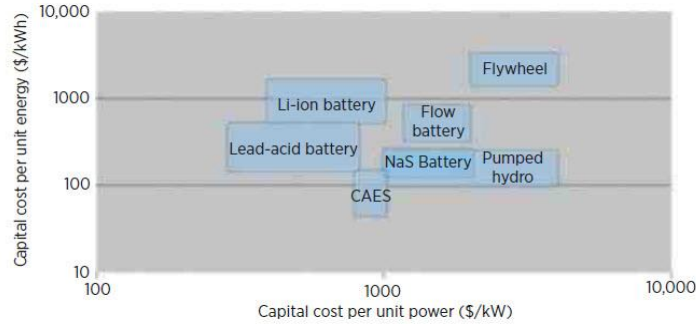 Capital cost per unit energy ($/kWh)
10,000
1000
100
10
Flywheel
Li-ion battery
Flow
battery
Lead-acid battery
NaS Battery
Pumped
hydro
CAES
100
1000
10,000
Capital cost per unit power ($/kW)